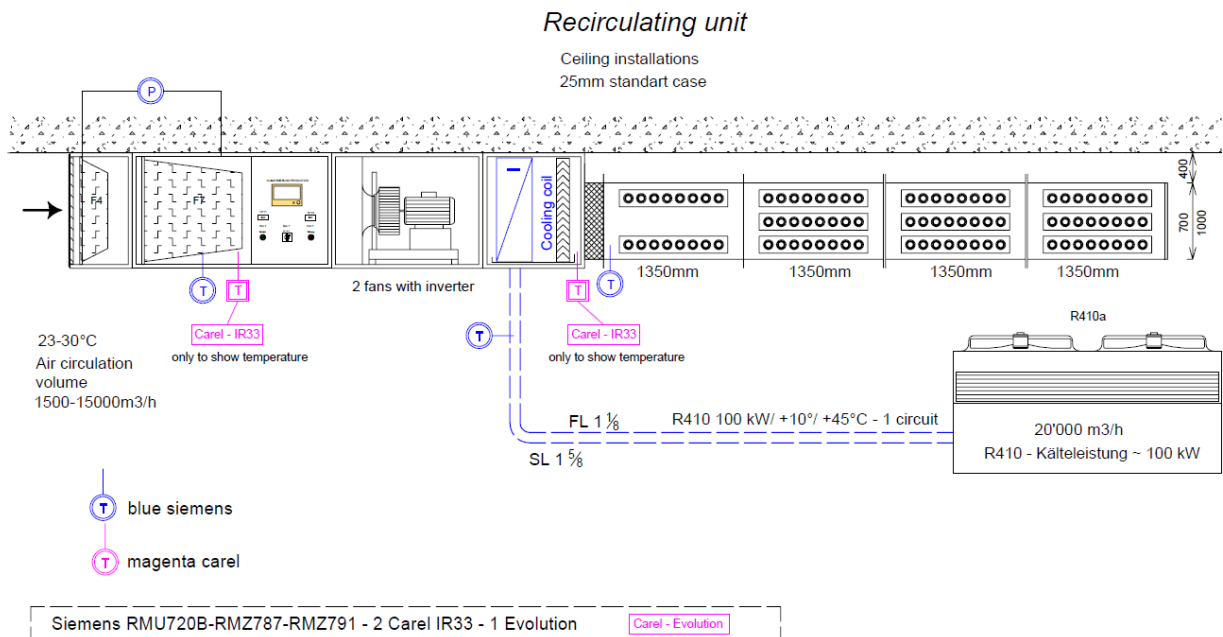 Recirculating unit
Ceiling installations
25mm standart case
P
F4
F7
Cooling coil
400
700
1000
1350mm
1350mm
1350mm
1350mm
2 fans with inverter
T
T
T
T
T
Carel - IR33
only to show temperature
Carel - IR33
only to show temperature
23-30°C
Air circulation
volume
1500-15000m3/h
R410a
FL 1 ⅛
R410 100 kW/ +10°/ +45°C - 1 circuit
SL 1 ⅝
20'000 m3/h
R410 - Kälteleistung ~ 100 kW
T blue siemens
T magenta carel
Siemens RMU720B-RMZ787-RMZ791 - 2 Carel IR33 - 1 Evolution
Carel - Evolution